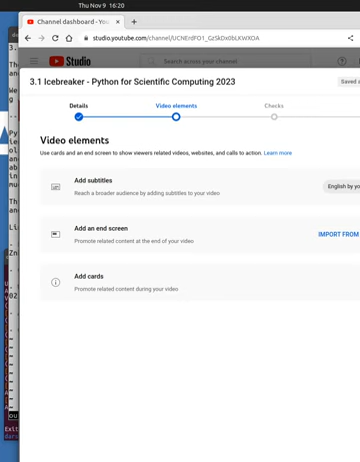 Thu Nov 9 16:20
Channel dashboard - You
studio.youtube.com/channel/
Studio
Search across your channel
3.1 Icebreaker - Python for Scientific Computing 2023
Saved a
Details
Video elements
Checks
Video elements
Use cards and an end screen to show viewers related videos, websites, and calls to action. Learn more
Add subtitles
Reach a broader audience by adding subtitles to your video
English by yo
Add an end screen
Promote related content at the end of your video
IMPORT FROM
Add cards
Promote related content during your video